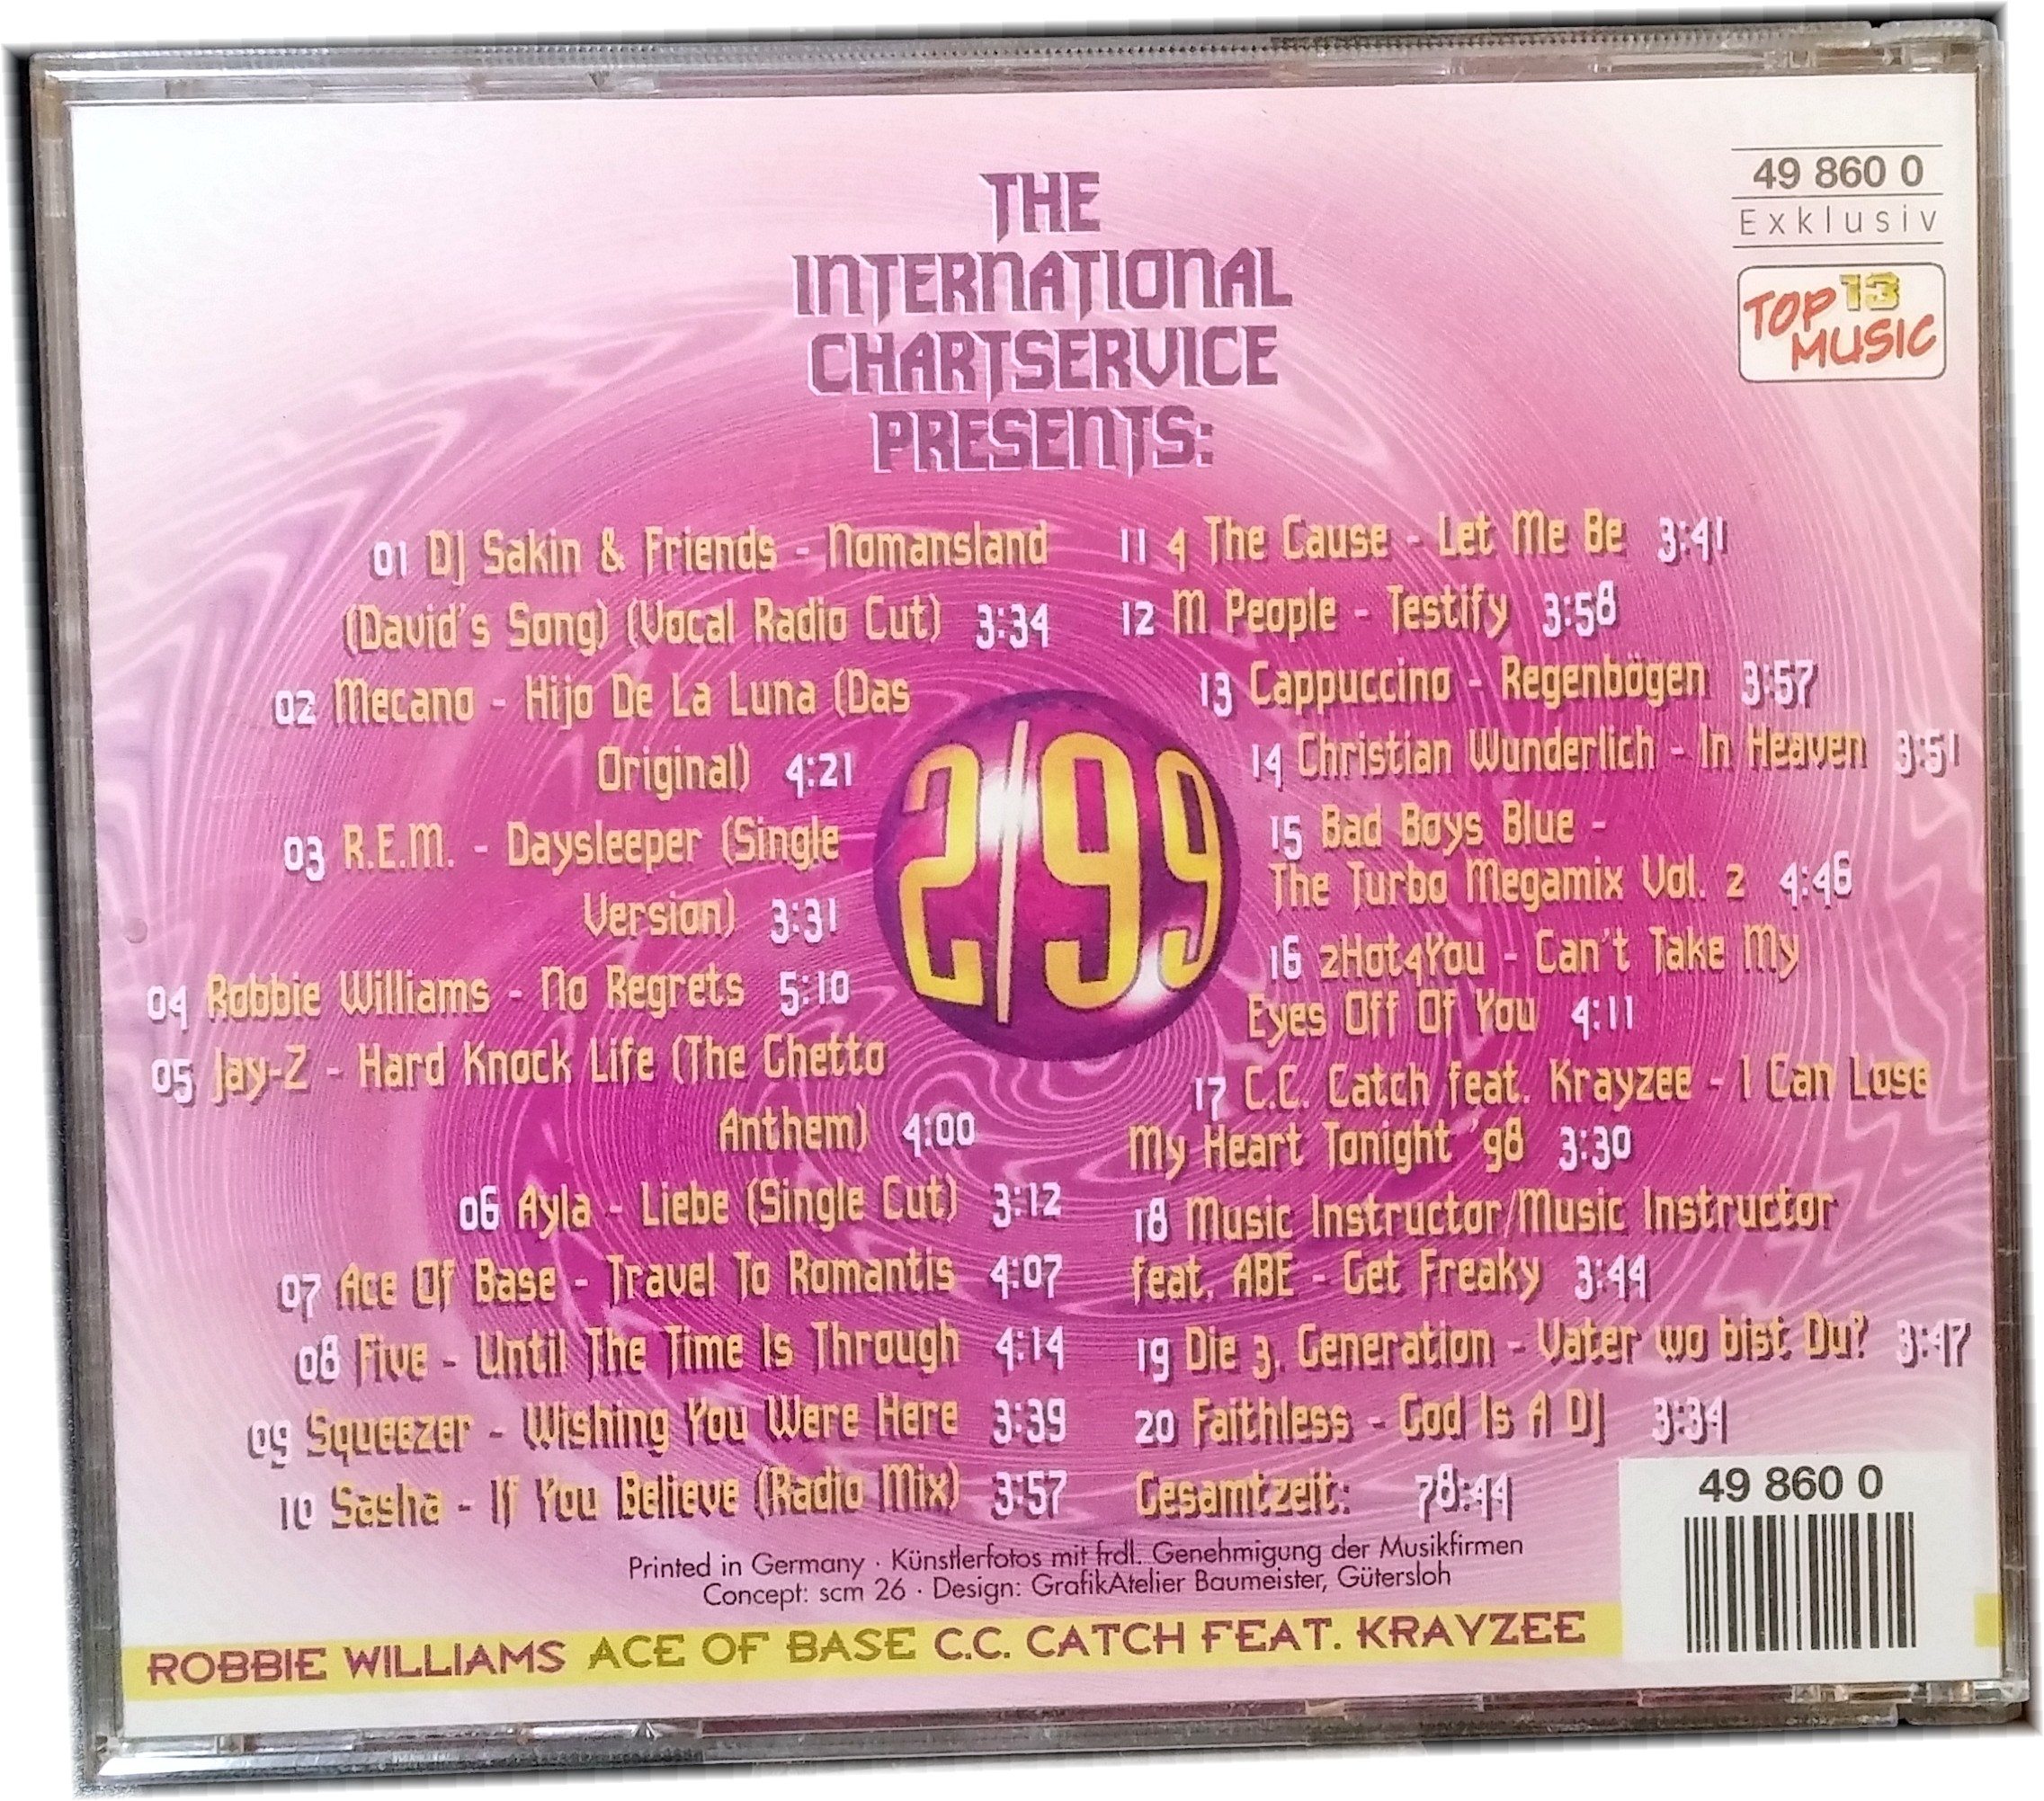 THE
INTERNATIONAL
CHARTSERVICE
PRESENTS:
49 860 0
Exklusiv
TOP 13
MUSIC
01 DJ Sakin & Friends - Nomansland
(David's Song) (Vocal Radio Cut) 3:34
02 Mecano - Hijo De La Luna (Das
Original) 4:21
03 R.E.M. - Daysleeper (Single
Version) 3:31
04 Robbie Williams - No Regrets 5:10
05 Jay-Z - Hard Knock Life (The Ghetto
Anthem) 4:00
06 Ayla - Liebe (Single Cut) 3:12
07 Ace Of Base - Travel To Romantis 4:07
08 Five - Until The Time Is Through 4:14
09 Squeezer - Wishing You Were Here 3:39
10 Sasha - If You Believe (Radio Mix) 3:57
2/99
11 4 The Cause - Let Me Be 3:41
12 M People - Testify 3:58
13 Cappuccino - Regenbögen 3:57
14 Christian Wunderlich - In Heaven 3:51
15 Bad Boys Blue -
The Turbo Megamix Vol. 2 4:46
16 2Hot4You - Can't Take My
Eyes Off Of You 4:11
17 C.C. Catch feat. Krayzee - I Can Lose
My Heart Tonight '98 3:30
18 Music Instructor/Music Instructor
feat. ABE - Get Freaky 3:44
19 Die 3. Generation - Vater wo bist Du? 3:47
20 Faithless - God Is A DJ 3:34
Gesamtzeit: 78:44
49 860 0
Printed in Germany · Künstlerfotos mit frdl. Genehmigung der Musikfirmen
Concept: scm 26 · Design: GrafikAtelier Baumeister, Gütersloh
ROBBIE WILLIAMS ACE OF BASE C.C. CATCH FEAT. KRAYZEE